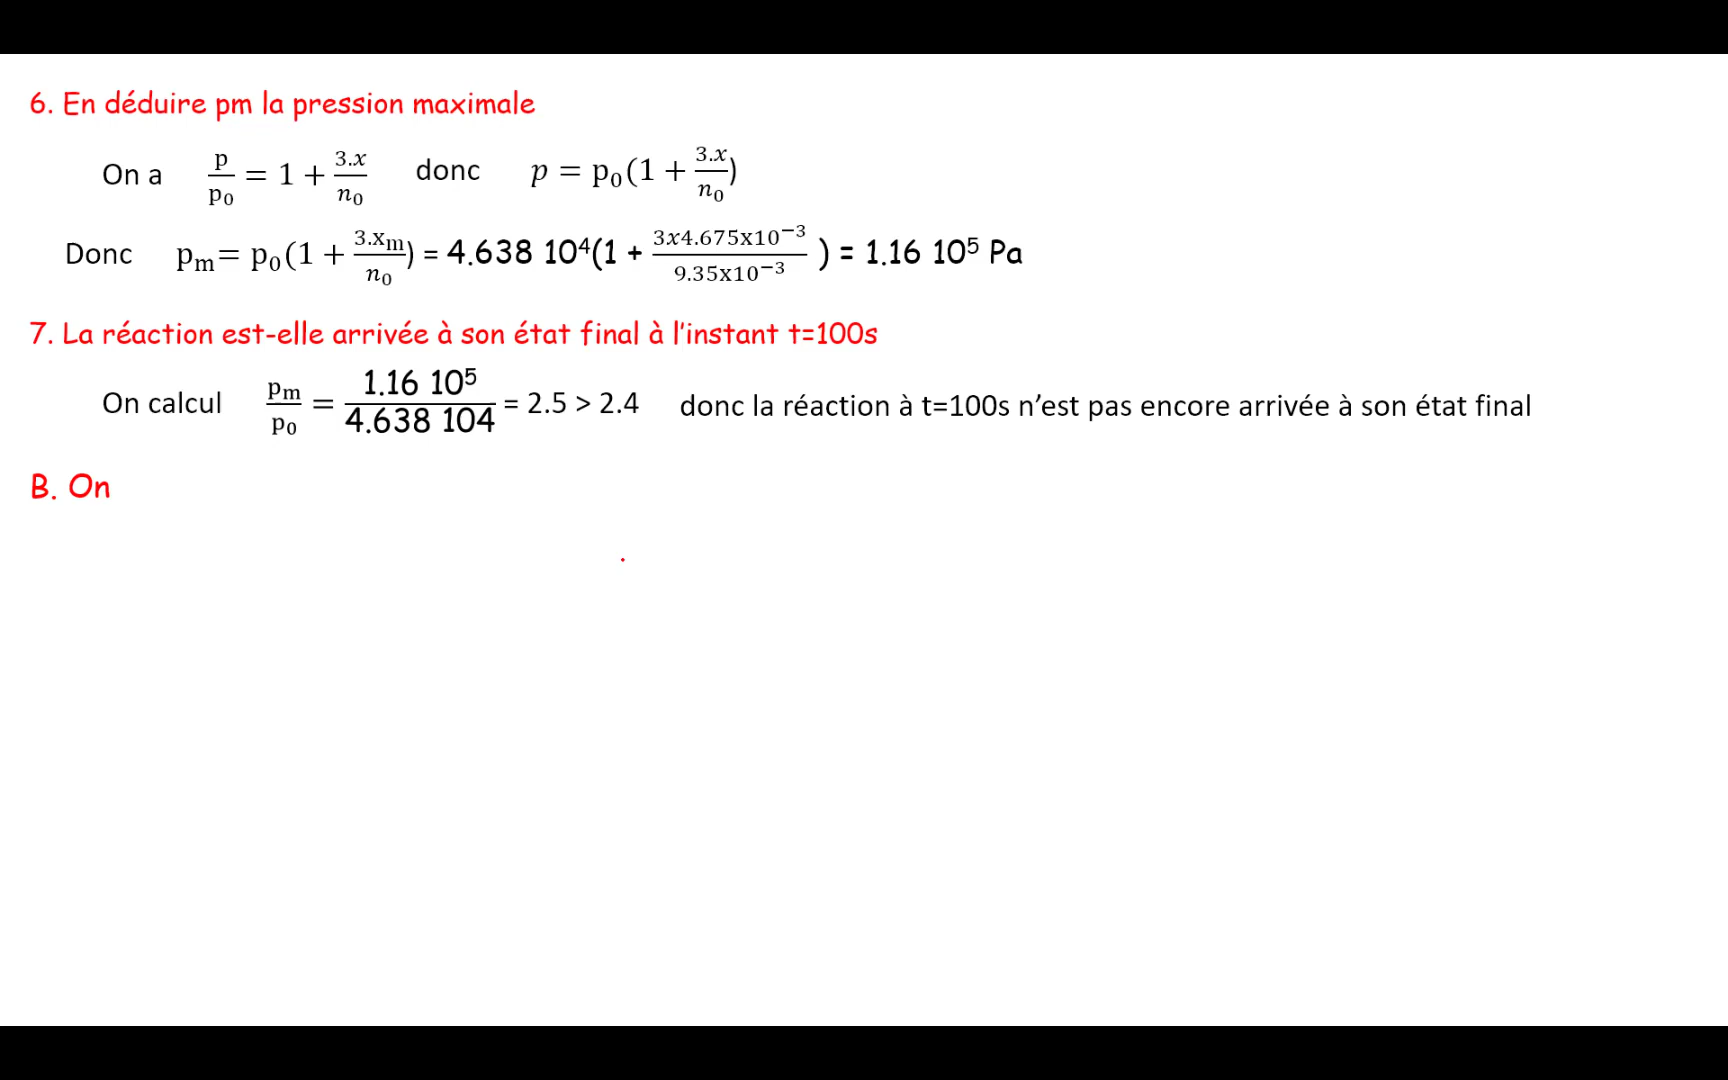 6. En déduire pm la pression maximale
On a p/p₀ = 1 + 3.x/n₀ donc p = p₀(1 + 3.x/n₀)
Donc pₘ= p₀(1 + 3.xₘ/n₀) = 4.638 10⁴(1 + 3x4.675x10⁻³/9.35x10⁻³ ) = 1.16 10⁵ Pa
7. La réaction est-elle arrivée à son état final à l'instant t=100s
On calcul pₘ/p₀ = 1.16 10⁵/4.638 104 = 2.5 > 2.4 donc la réaction à t=100s n'est pas encore arrivée à son état final
B. On